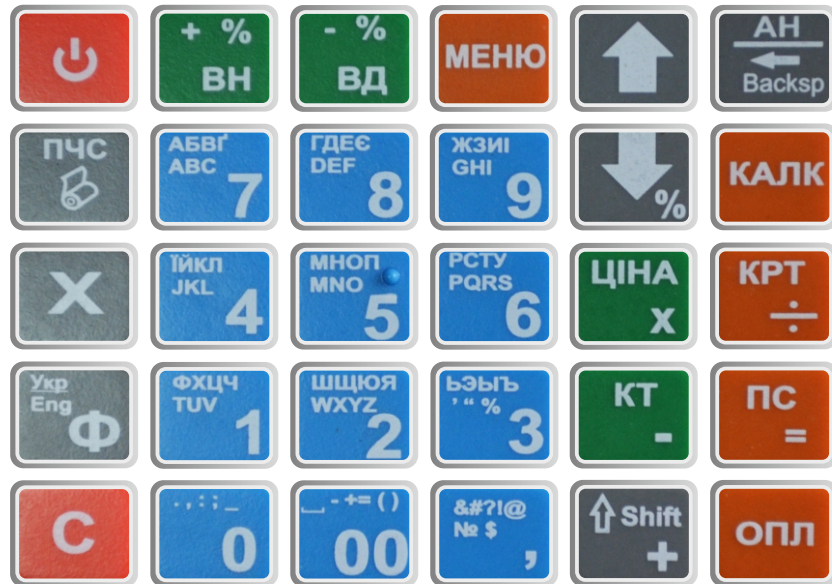 + %
ВН
- %
ВД
МЕНЮ
АН
Backsp
ПЧС
АБВГ
ABC
7
ГДЕЄ
DEF
8
ЖЗИІ
GHI
9
%
КАЛК
X
ЇЙКЛ
JKL
4
МНОП
MNO
5
РСТУ
PQRS
6
ЦІНА
X
КРТ
÷
Укр
Eng
Ф
ФХЦЧ
TUV
1
ШЩЮЯ
WXYZ
2
ЬЭЫЪ
' “ %
3
КТ
-
ПС
=
C
. , : ; _
0
⎵ - += ( )
00
&#?!@
№ $
,
Shift
+
ОПЛ